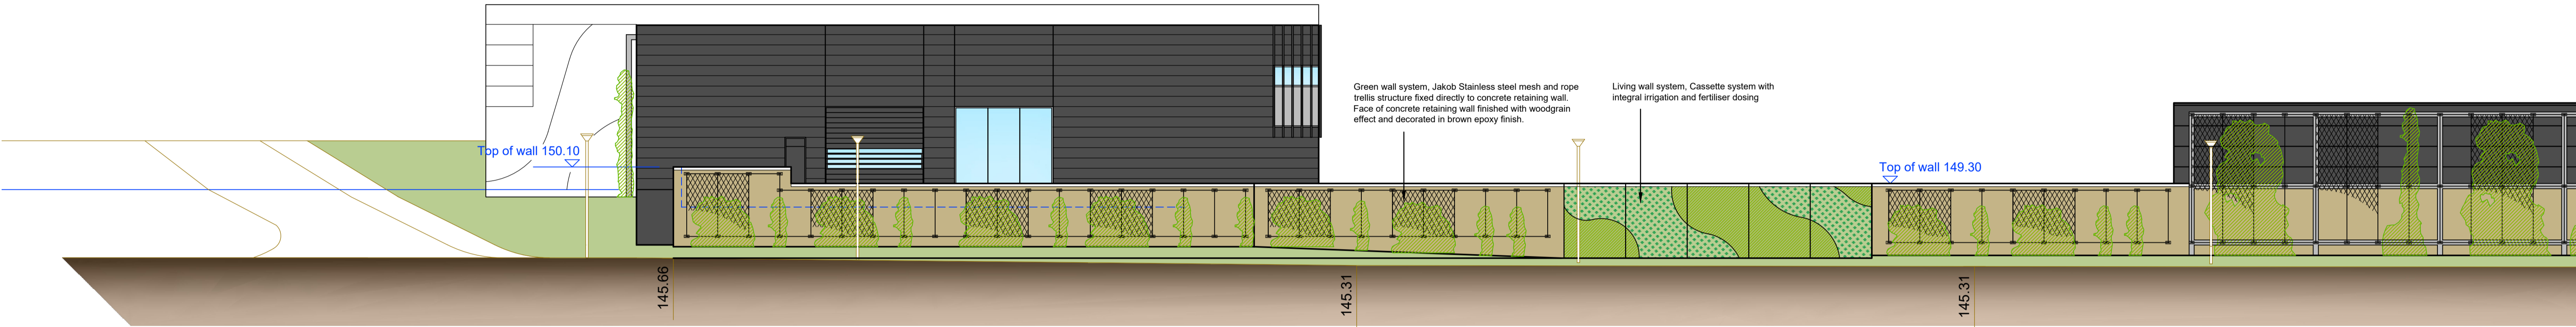 Green wall system, Jakob Stainless steel mesh and rope
trellis structure fixed directly to concrete retaining wall.
Face of concrete retaining wall finished with woodgrain
effect and decorated in brown epoxy finish.
Living wall system, Cassette system with
integral irrigation and fertiliser dosing
Top of wall 150.10
Top of wall 149.30
145.66
145.31
145.31